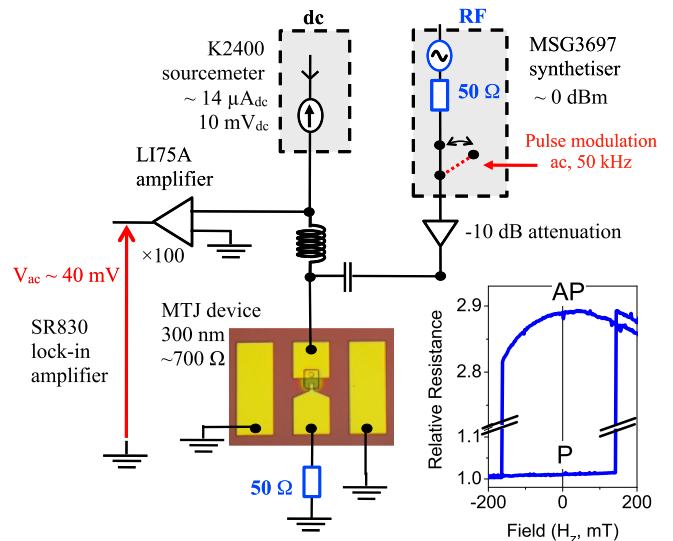 dc
K2400
sourcemeter
~ 14 µAdc
10 mVdc
RF
MSG3697
synthetiser
~ 0 dBm
50 Ω
Pulse modulation
ac, 50 kHz
LI75A
amplifier
×100
-10 dB attenuation
Vac ~ 40 mV
SR830
lock-in
amplifier
MTJ device
300 nm
~700 Ω
50 Ω
AP
P
Relative Resistance
2.9
2.8
1.1
1.0
-200
0
200
Field (Hz, mT)